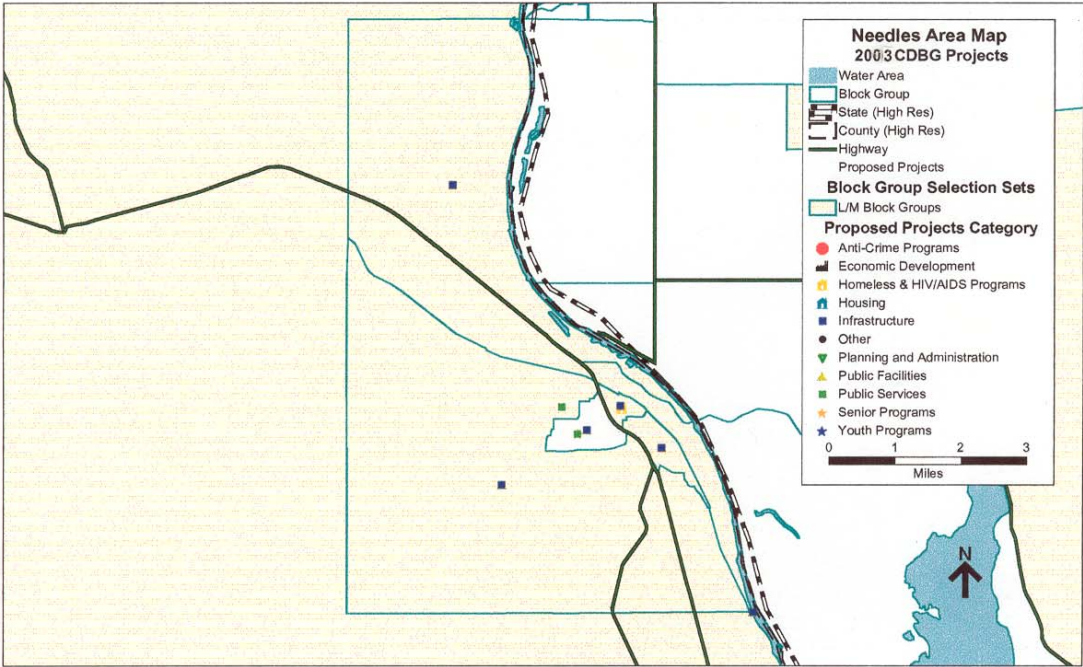 Needles Area Map
2003 CDBG Projects
Water Area
Block Group
State (High Res)
County (High Res)
Highway
Proposed Projects
Block Group Selection Sets
L/M Block Groups
Proposed Projects Category
Anti-Crime Programs
Economic Development
Homeless & HIV/AIDS Programs
Housing
Infrastructure
Other
Planning and Administration
Public Facilities
Public Services
Senior Programs
Youth Programs
0 1 2 3
Miles
N